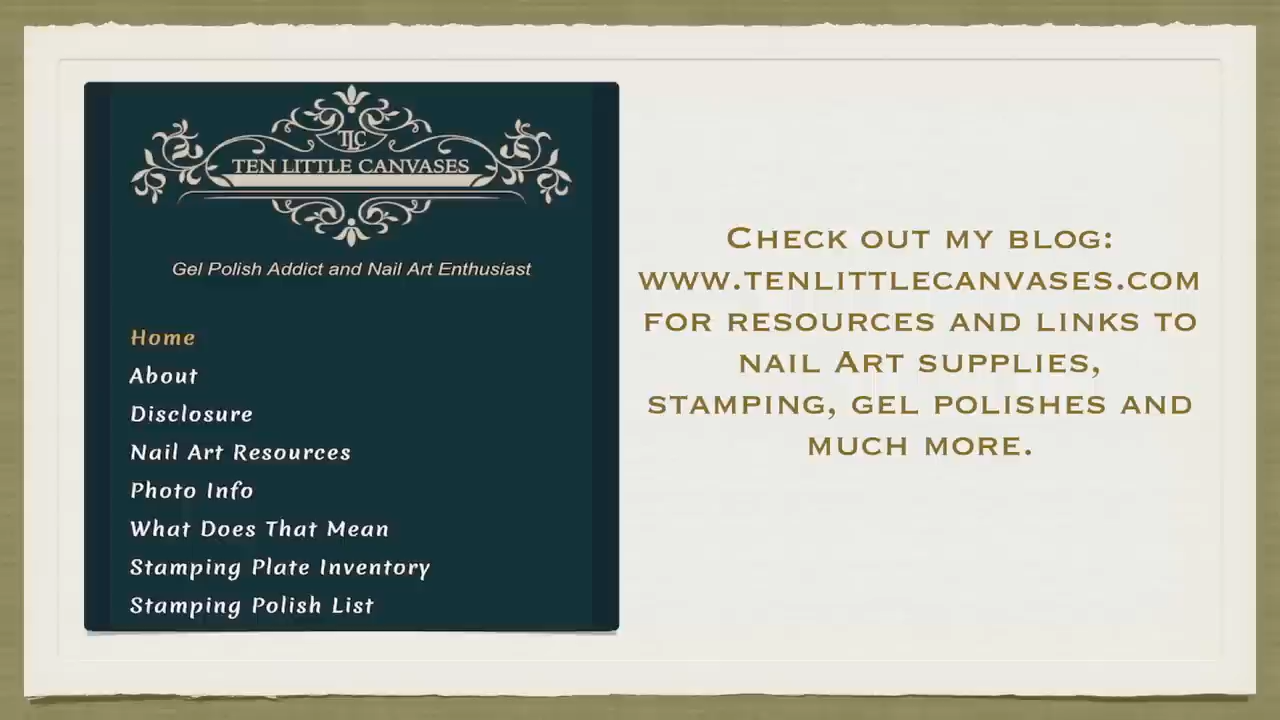 TLC
TEN LITTLE CANVASES
Gel Polish Addict and Nail Art Enthusiast
Home
About
Disclosure
Nail Art Resources
Photo Info
What Does That Mean
Stamping Plate Inventory
Stamping Polish List
Check out my blog:
www.tenlittlecanvases.com
for resources and links to
nail Art supplies,
stamping, gel polishes and
much more.